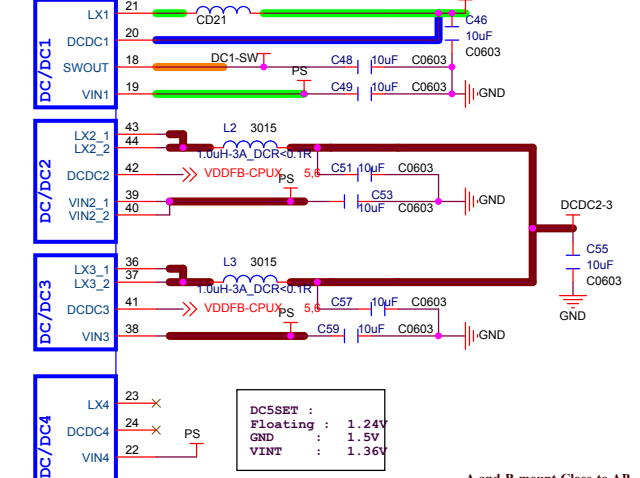 DC/DC1
LX1 21
CD21
C46
10uF
C0603
DCDC1 20
SWOUT 18
DC1-SW
C48 10uF C0603
VIN1 19
PS
C49 10uF C0603
GND
DC/DC2
LX2_1 43
LX2_2 44
L2 3015
1.0uH-3A_DCR<0.1R
DCDC2 42
VDDFB-CPUX 5,6
C51 10uF C0603
VIN2_1 39
VIN2_2 40
PS
C53
10uF C0603
GND
DCDC2-3
C55
10uF
C0603
GND
DC/DC3
LX3_1 36
LX3_2 37
L3 3015
1.0uH-3A_DCR<0.1R
DCDC3 41
VDDFB-CPUX 5,6
C57 10uF C0603
VIN3 38
PS
C59 10uF C0603
GND
DC/DC4
LX4 23
DCDC4 24
VIN4 22
PS
DC5SET :
Floating : 1.24V
GND : 1.5V
VINT : 1.36V
A and B mount Close to AP